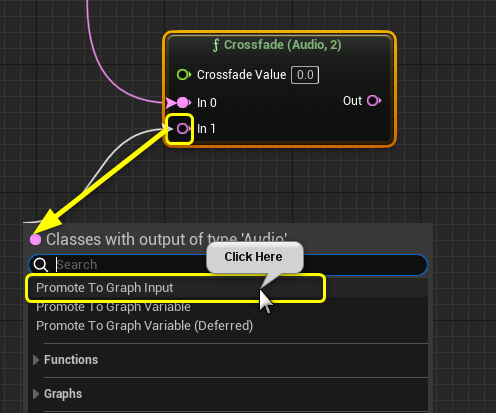 ƒ Crossfade (Audio, 2)
Crossfade Value 0.0
In 0
Out
In 1
Classes with output of type 'Audio'
Search
Click Here
Promote To Graph Input
Promote To Graph Variable
Promote To Graph Variable (Deferred)
Functions
Graphs